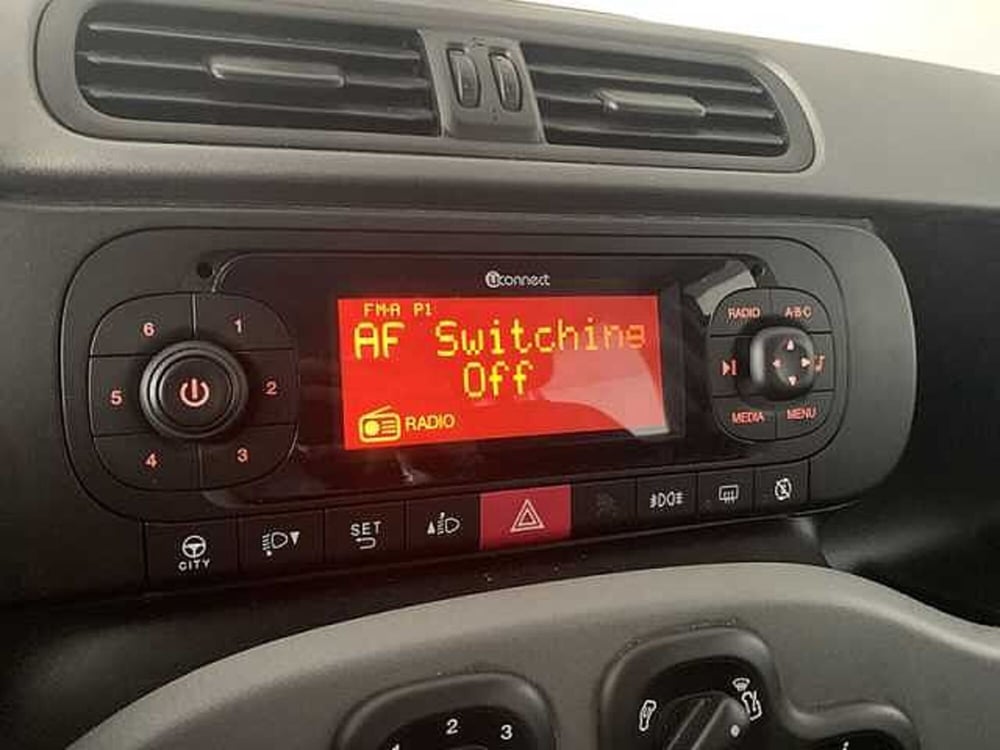 uconnect
FM-A P1
AF Switching
Off
RADIO
6
1
5
2
4
3
RADIO
A·B·C
MEDIA
MENU
CITY
SET
2
3